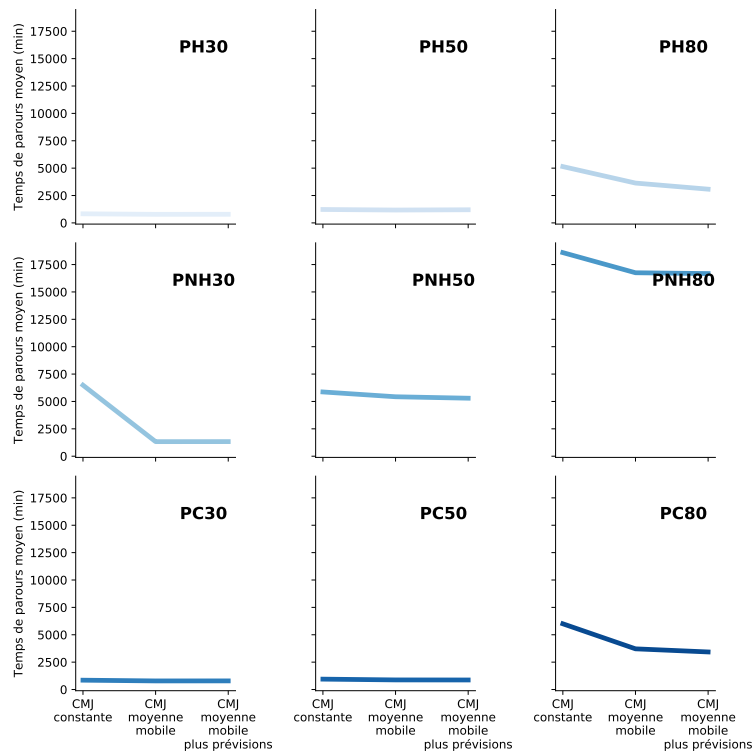 Temps de parours moyen (min)
17500
15000
12500
10000
7500
5000
2500
0
PH30
PH50
PH80
Temps de parours moyen (min)
17500
15000
12500
10000
7500
5000
2500
0
PNH30
PNH50
PNH80
Temps de parours moyen (min)
17500
15000
12500
10000
7500
5000
2500
0
PC30
PC50
PC80
CMJ
constante
CMJ
moyenne
mobile
CMJ
moyenne
mobile
plus prévisions
CMJ
constante
CMJ
moyenne
mobile
CMJ
moyenne
mobile
plus prévisions
CMJ
constante
CMJ
moyenne
mobile
CMJ
moyenne
mobile
plus prévisions